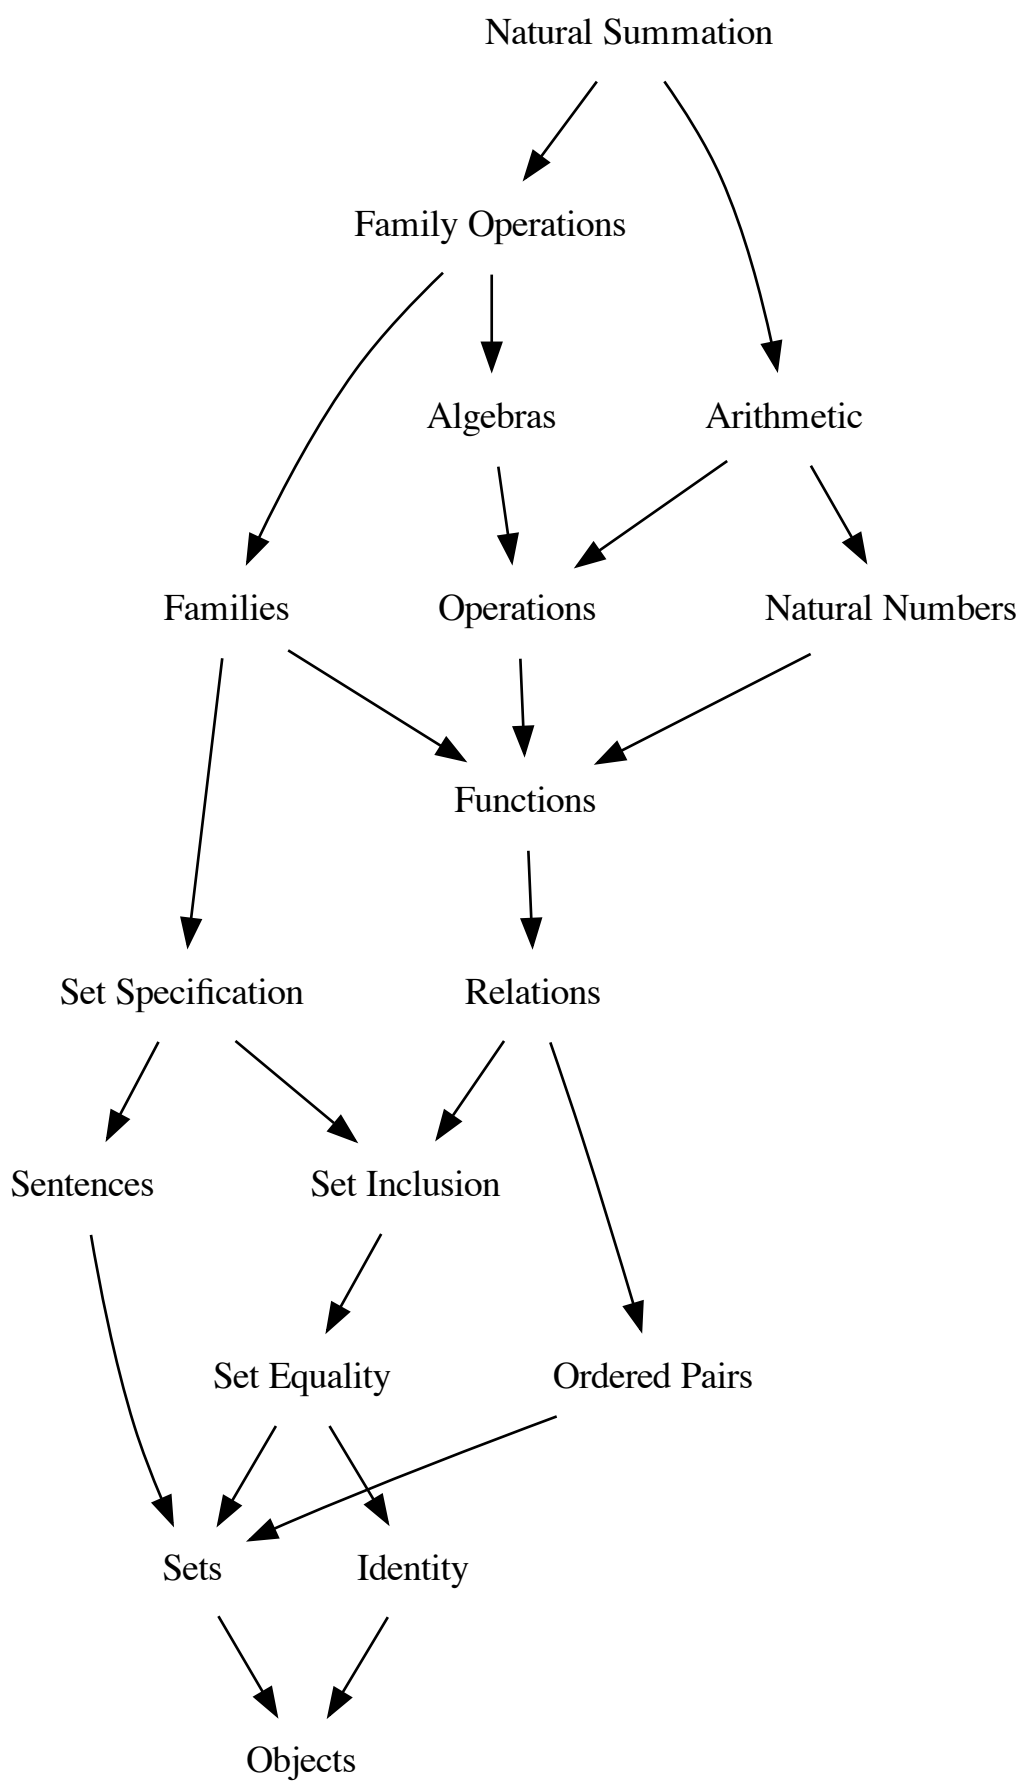 Natural Summation
Family Operations
Algebras
Arithmetic
Families
Operations
Natural Numbers
Functions
Set Specification
Relations
Sentences
Set Inclusion
Set Equality
Ordered Pairs
Sets
Identity
Objects